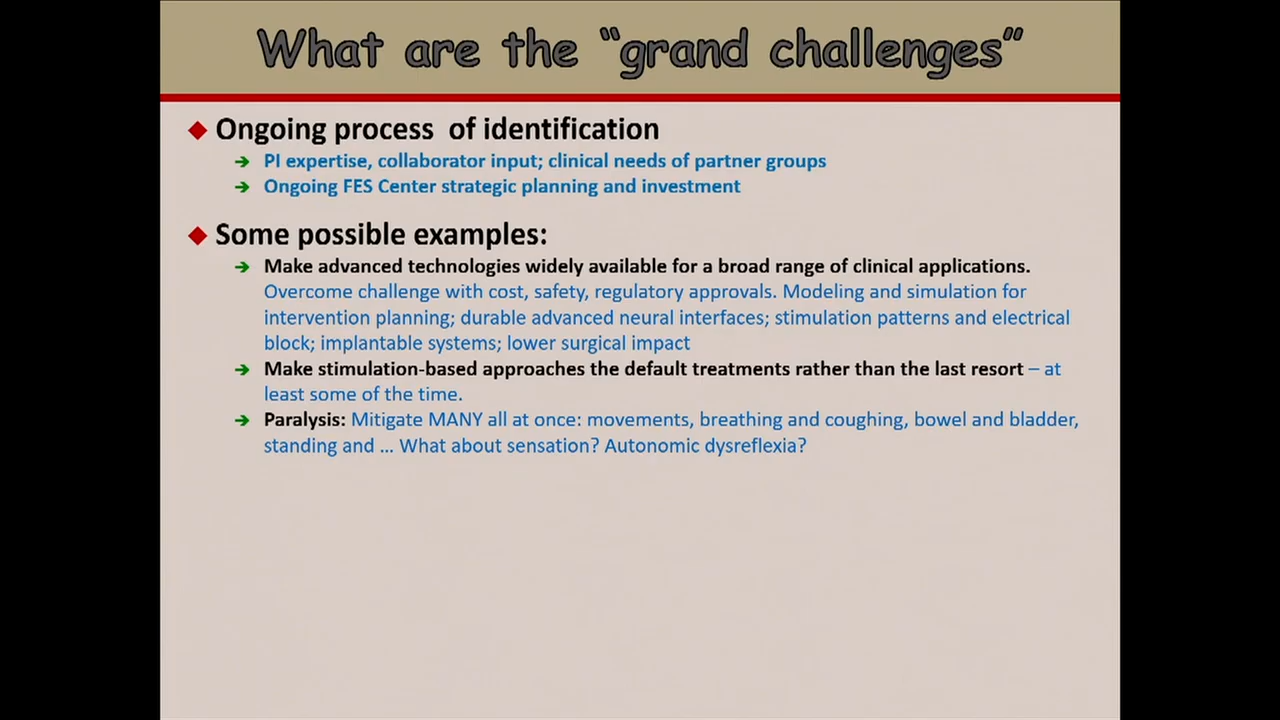 What are the “grand challenges”
Ongoing process of identification
PI expertise, collaborator input; clinical needs of partner groups
Ongoing FES Center strategic planning and investment
Some possible examples:
Make advanced technologies widely available for a broad range of clinical applications.
Overcome challenge with cost, safety, regulatory approvals. Modeling and simulation for
intervention planning; durable advanced neural interfaces; stimulation patterns and electrical
block; implantable systems; lower surgical impact
Make stimulation-based approaches the default treatments rather than the last resort – at
least some of the time.
Paralysis: Mitigate MANY all at once: movements, breathing and coughing, bowel and bladder,
standing and … What about sensation? Autonomic dysreflexia?